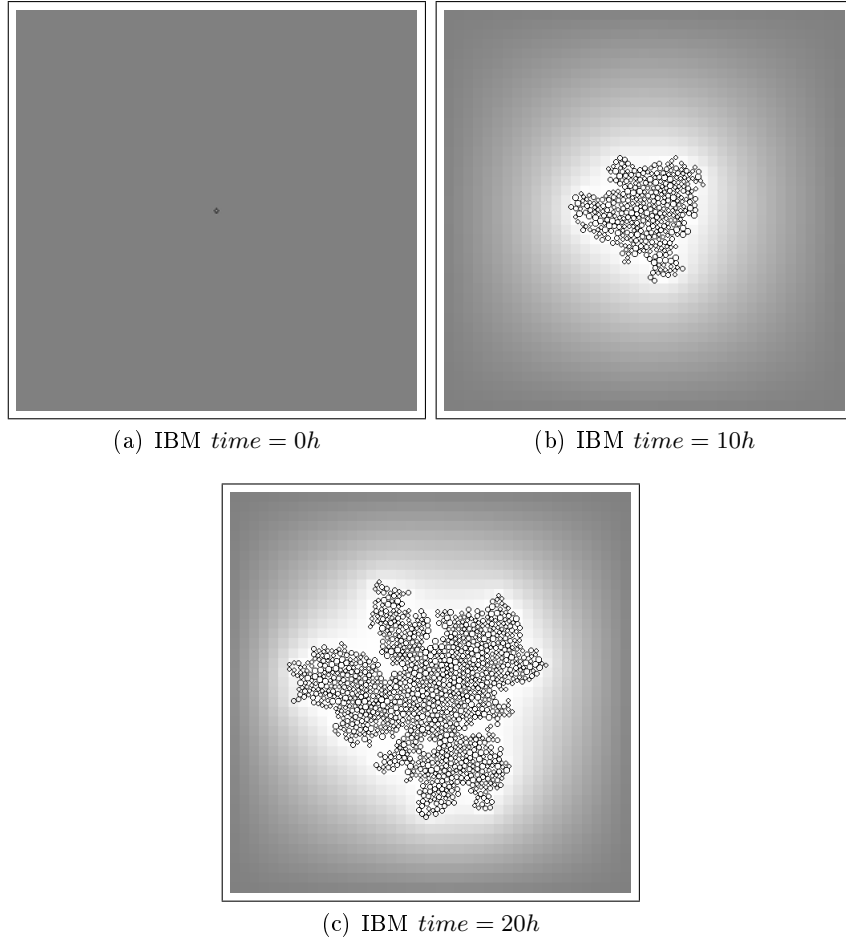 (a) IBM time = 0h
(b) IBM time = 10h
(c) IBM time = 20h